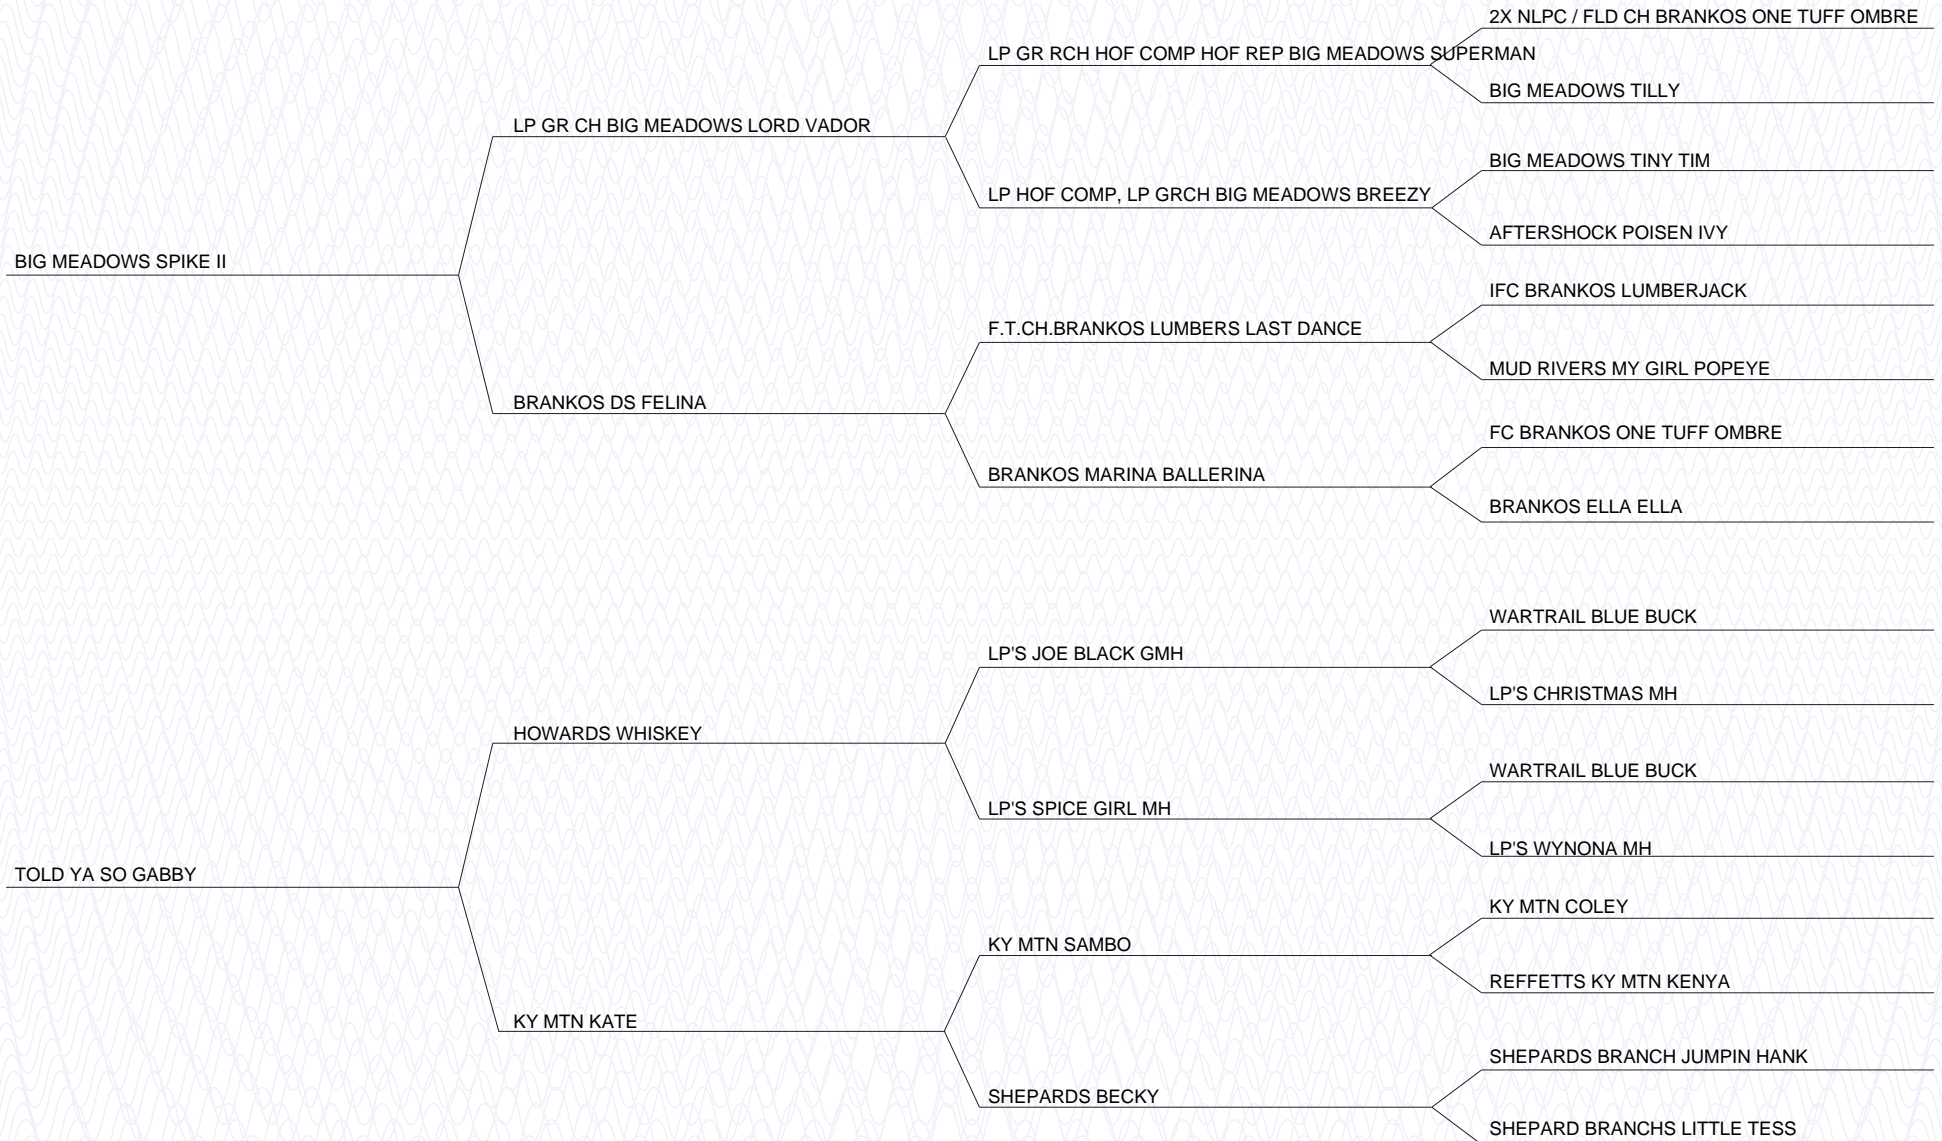 2X NLPC / FLD CH BRANKOS ONE TUFF OMBRE
LP GR RCH HOF COMP HOF REP BIG MEADOWS SUPERMAN
BIG MEADOWS TILLY
LP GR CH BIG MEADOWS LORD VADOR
BIG MEADOWS TINY TIM
LP HOF COMP, LP GRCH BIG MEADOWS BREEZY
AFTERSHOCK POISEN IVY
BIG MEADOWS SPIKE II
IFC BRANKOS LUMBERJACK
F.T.CH.BRANKOS LUMBERS LAST DANCE
MUD RIVERS MY GIRL POPEYE
BRANKOS DS FELINA
FC BRANKOS ONE TUFF OMBRE
BRANKOS MARINA BALLERINA
BRANKOS ELLA ELLA
WARTRAIL BLUE BUCK
LP'S JOE BLACK GMH
LP'S CHRISTMAS MH
HOWARDS WHISKEY
WARTRAIL BLUE BUCK
LP'S SPICE GIRL MH
LP'S WYNONA MH
TOLD YA SO GABBY
KY MTN COLEY
KY MTN SAMBO
REFFETTS KY MTN KENYA
KY MTN KATE
SHEPARDS BRANCH JUMPIN HANK
SHEPARDS BECKY
SHEPARD BRANCHS LITTLE TESS